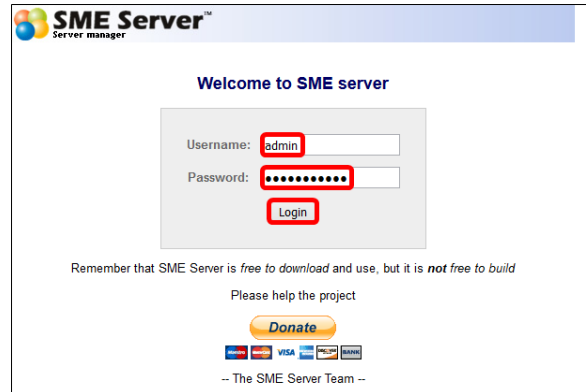 SME Server™
Server manager
Welcome to SME server
Username: admin
Password: ●●●●●●●●●●●
Login
Remember that SME Server is free to download and use, but it is not free to build
Please help the project
Donate
VISA BANK
-- The SME Server Team --